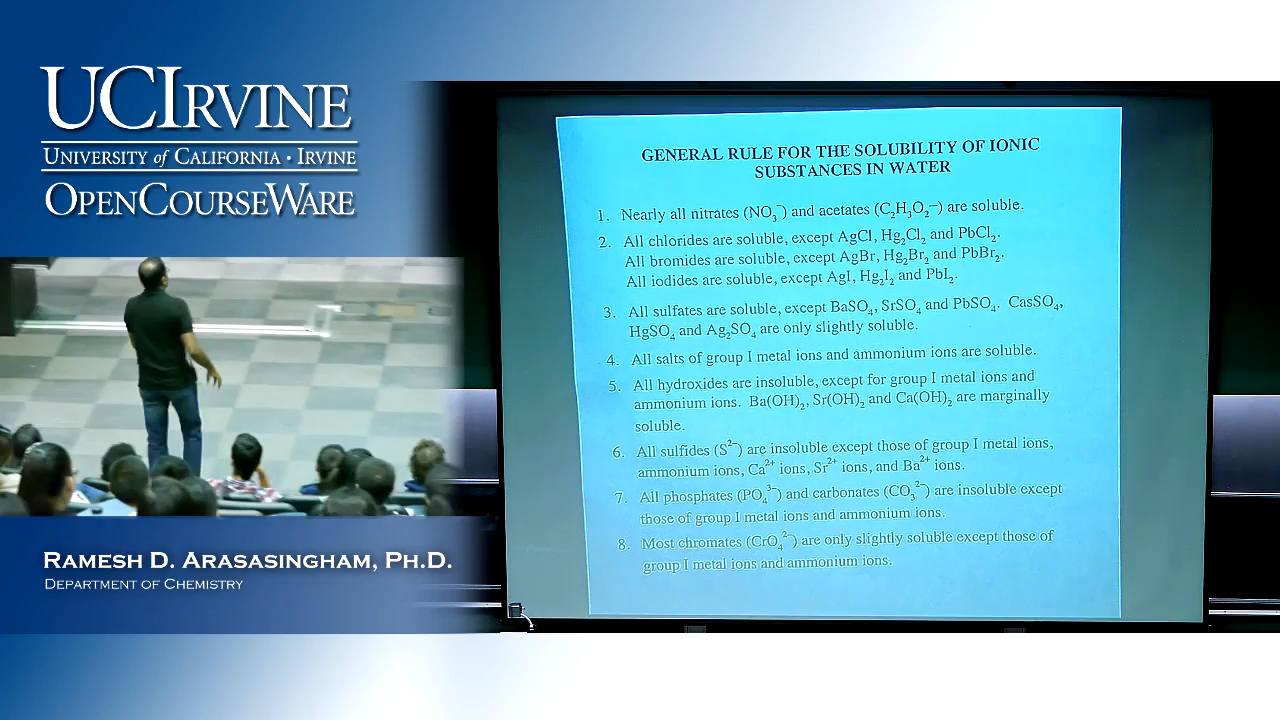 UCIRVINE
UNIVERSITY of CALIFORNIA · IRVINE
OPENCOURSEWARE
RAMESH D. ARASASINGHAM, PH.D.
DEPARTMENT OF CHEMISTRY
GENERAL RULE FOR THE SOLUBILITY OF IONIC
SUBSTANCES IN WATER
1. Nearly all nitrates (NO₃⁻) and acetates (C₂H₃O₂⁻) are soluble.
2. All chlorides are soluble, except AgCl, Hg₂Cl₂ and PbCl₂.
All bromides are soluble, except AgBr, Hg₂Br₂ and PbBr₂.
All iodides are soluble, except AgI, Hg₂I₂ and PbI₂.
3. All sulfates are soluble, except BaSO₄, SrSO₄ and PbSO₄. CasSO₄,
HgSO₄ and Ag₂SO₄ are only slightly soluble.
4. All salts of group I metal ions and ammonium ions are soluble.
5. All hydroxides are insoluble, except for group I metal ions and
ammonium ions. Ba(OH)₂, Sr(OH)₂ and Ca(OH)₂ are marginally
soluble.
6. All sulfides (S²⁻) are insoluble except those of group I metal ions,
ammonium ions, Ca²⁺ ions, Sr²⁺ ions, and Ba²⁺ ions.
7. All phosphates (PO₄³⁻) and carbonates (CO₃²⁻) are insoluble except
those of group I metal ions and ammonium ions.
8. Most chromates (CrO₄²⁻) are only slightly soluble except those of
group I metal ions and ammonium ions.